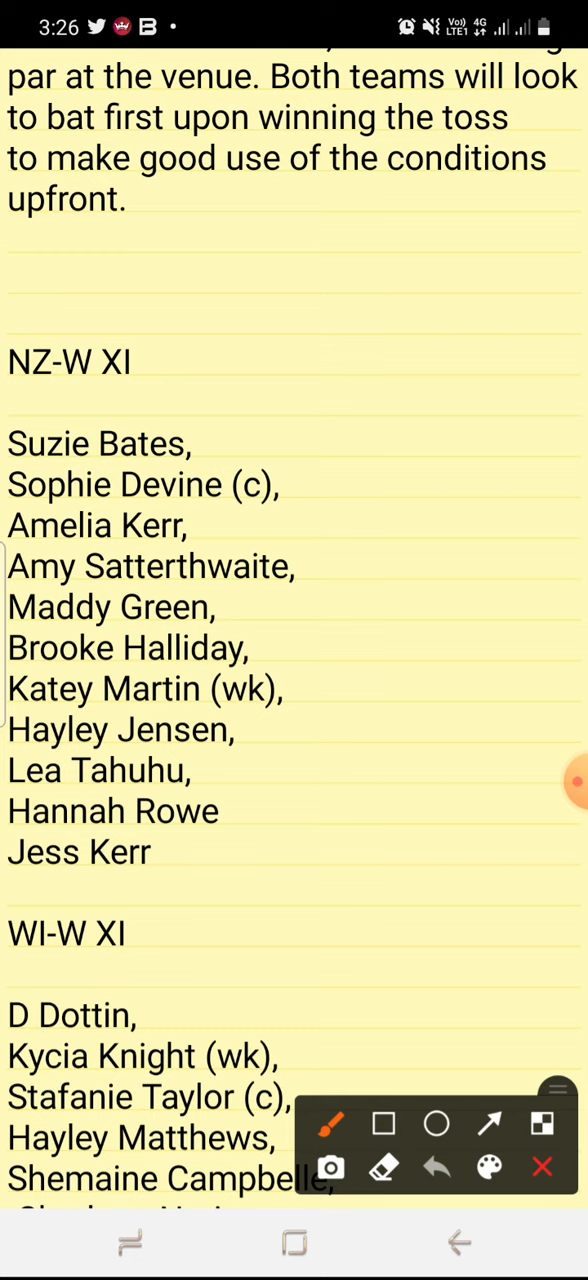 3:26
Vo))
LTE1
4G
par at the venue. Both teams will look
to bat first upon winning the toss
to make good use of the conditions
upfront.
NZ-W XI
Suzie Bates,
Sophie Devine (c),
Amelia Kerr,
Amy Satterthwaite,
Maddy Green,
Brooke Halliday,
Katey Martin (wk),
Hayley Jensen,
Lea Tahuhu,
Hannah Rowe
Jess Kerr
WI-W XI
D Dottin,
Kycia Knight (wk),
Stafanie Taylor (c),
Hayley Matthews,
Shemaine Campbelle,